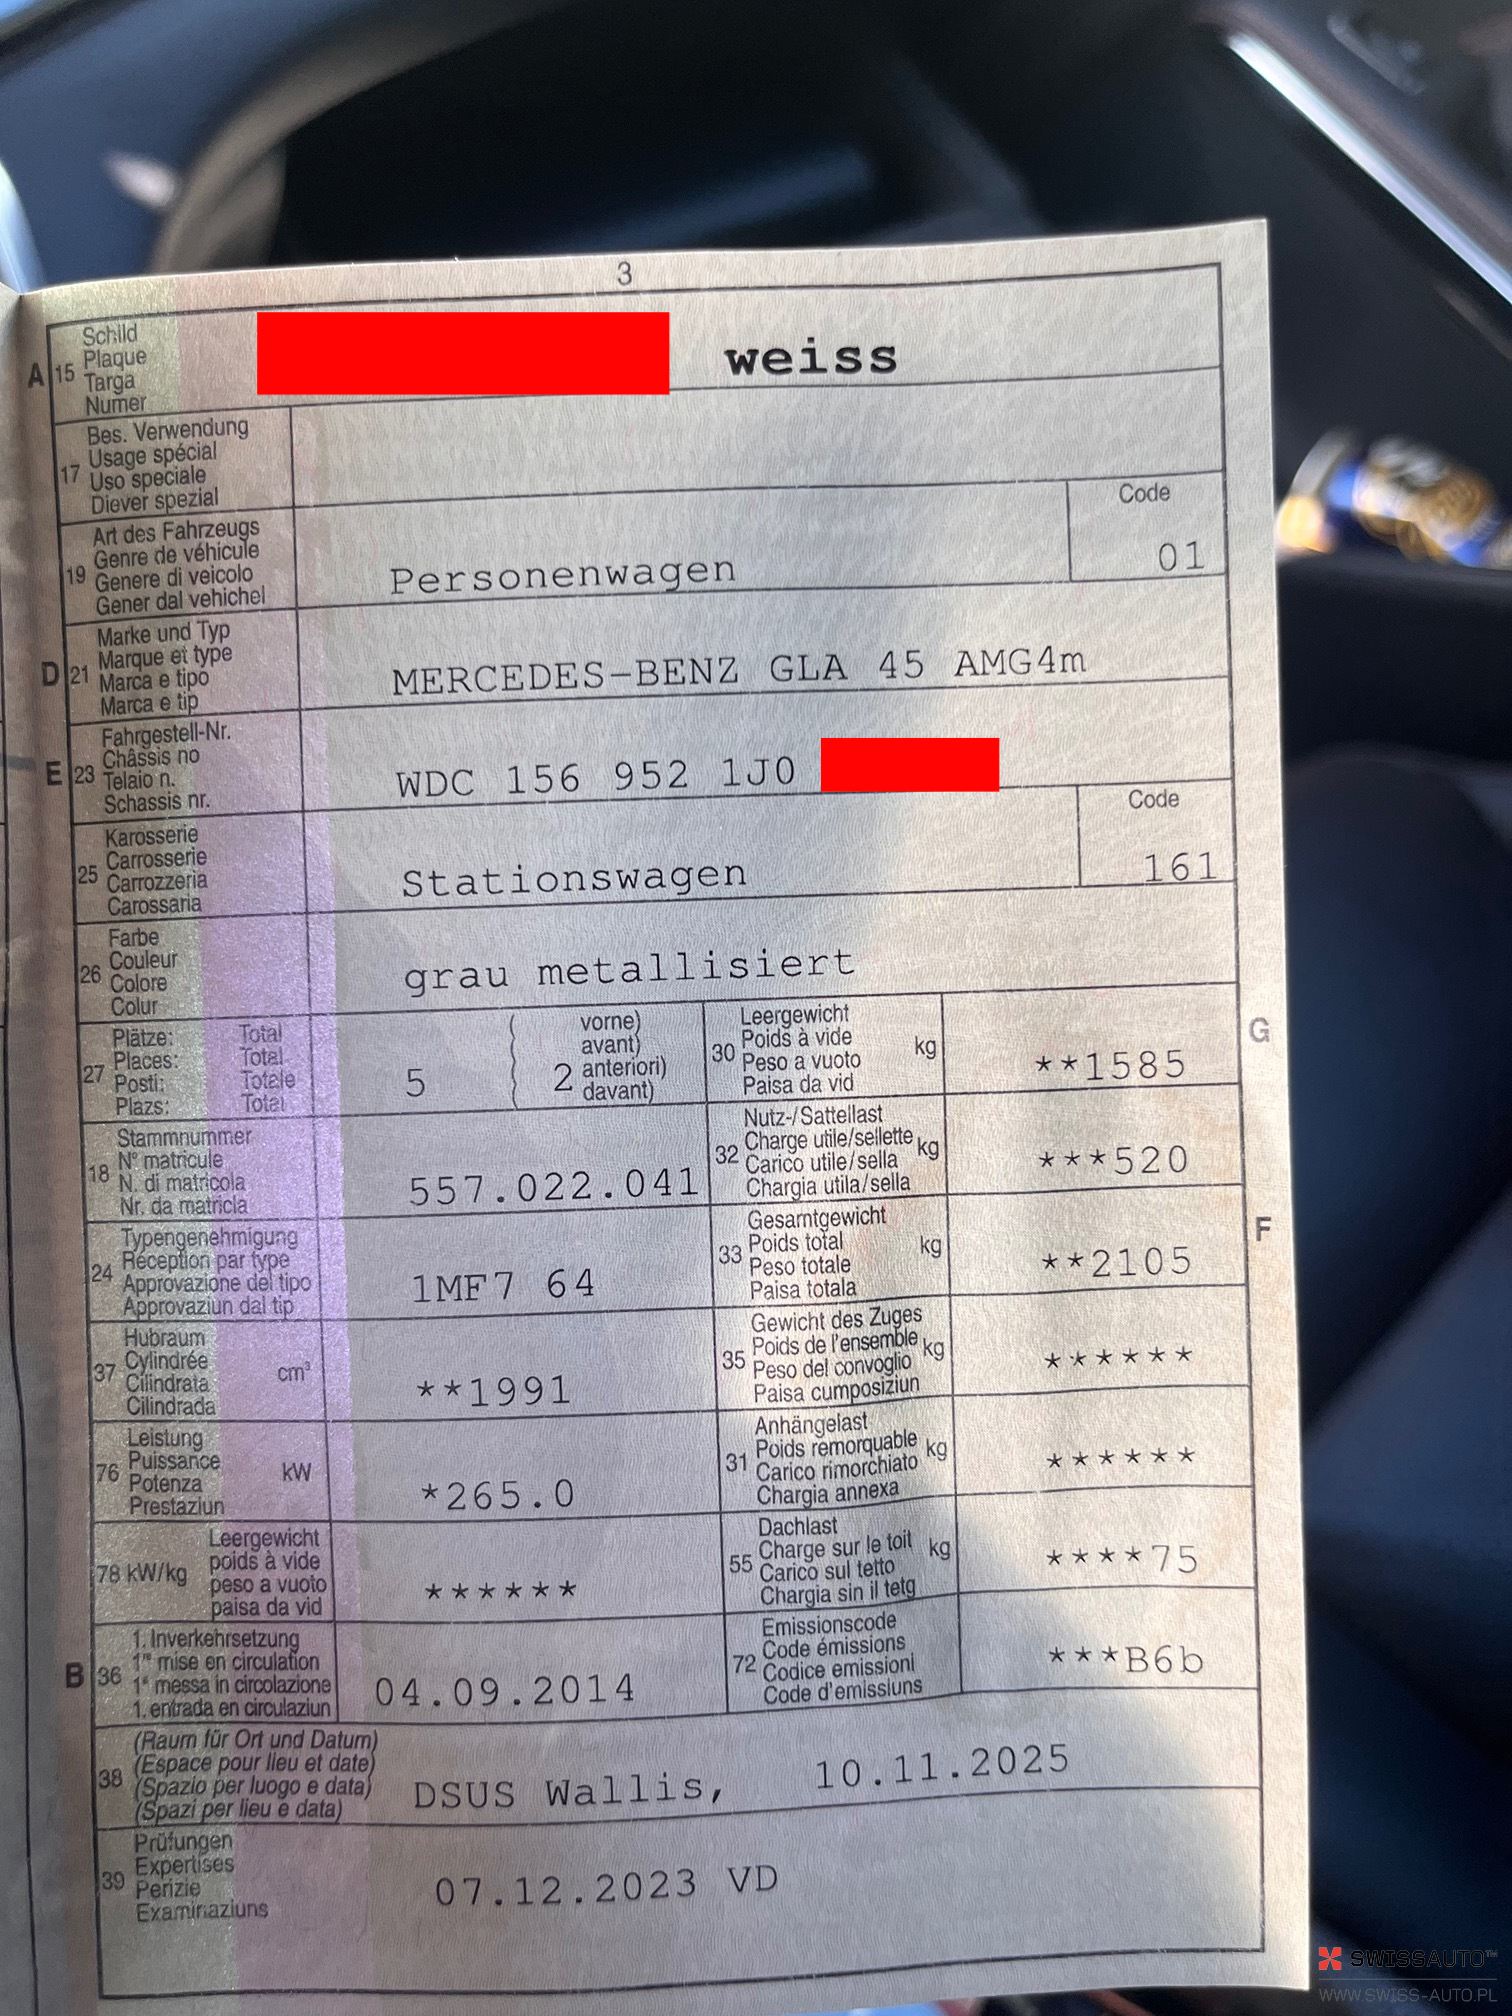 3
A 15 Schild
Plaque
Targa
Numer
weiss
17 Bes. Verwendung
Usage spécial
Uso speciale
Diever spezial
19 Art des Fahrzeugs
Genre de véhicule
Genere di veicolo
Gener dal vehichel
Personenwagen
Code
01
D 21 Marke und Typ
Marque et type
Marca e tipo
Marca e tip
MERCEDES-BENZ GLA 45 AMG4m
E 23 Fahrgestell-Nr.
Châssis no
Telaio n.
Schassis nr.
WDC 156 952 1J0
25 Karosserie
Carrosserie
Carrozzeria
Carossaria
Stationswagen
Code
161
26 Farbe
Couleur
Colore
Colur
grau metallisiert
27 Plätze: Total
Places: Total
Posti: Totale
Plazs: Total
5 ( 2 vorne)
avant)
anteriori)
davant)
30 Leergewicht
Poids à vide
Peso a vuoto
Paisa da vid
kg
**1585
G
18 Stammnummer
N° matricule
N. di matricola
Nr. da matricla
557.022.041
32 Nutz-/Sattellast
Charge utile/sellette
Carico utile/sella
Chargia utila/sella
kg
***520
24 Typengenehmigung
Réception par type
Approvazione del tipo
Approvaziun dal tip
1MF7 64
33 Gesamtgewicht
Poids total
Peso totale
Paisa totala
kg
**2105
F
37 Hubraum
Cylindrée
Cilindrata
Cilindrada
cm³
**1991
35 Gewicht des Zuges
Poids de l'ensemble
Peso del convoglio
Paisa cumposiziun
kg
******
76 Leistung
Puissance
Potenza
Prestaziun
kW
*265.0
31 Anhängelast
Poids remorquable
Carico rimorchiato
Chargia annexa
kg
******
78 kW/kg Leergewicht
poids à vide
peso a vuoto
paisa da vid
******
55 Dachlast
Charge sur le toit
Carico sul tetto
Chargia sin il tetg
kg
****75
B 36 1. Inverkehrsetzung
1re mise en circulation
1a messa in circolazione
1. entrada en circulaziun
04.09.2014
72 Emissionscode
Code émissions
Codice emissioni
Code d'emissiuns
***B6b
38 (Raum für Ort und Datum)
(Espace pour lieu et date)
(Spazio per luogo e data)
(Spazi per lieu e data)
DSUS Wallis, 10.11.2025
39 Prüfungen
Expertises
Perizie
Examinaziuns
07.12.2023 VD
SWISSAUTO™
WWW.SWISS-AUTO.PL